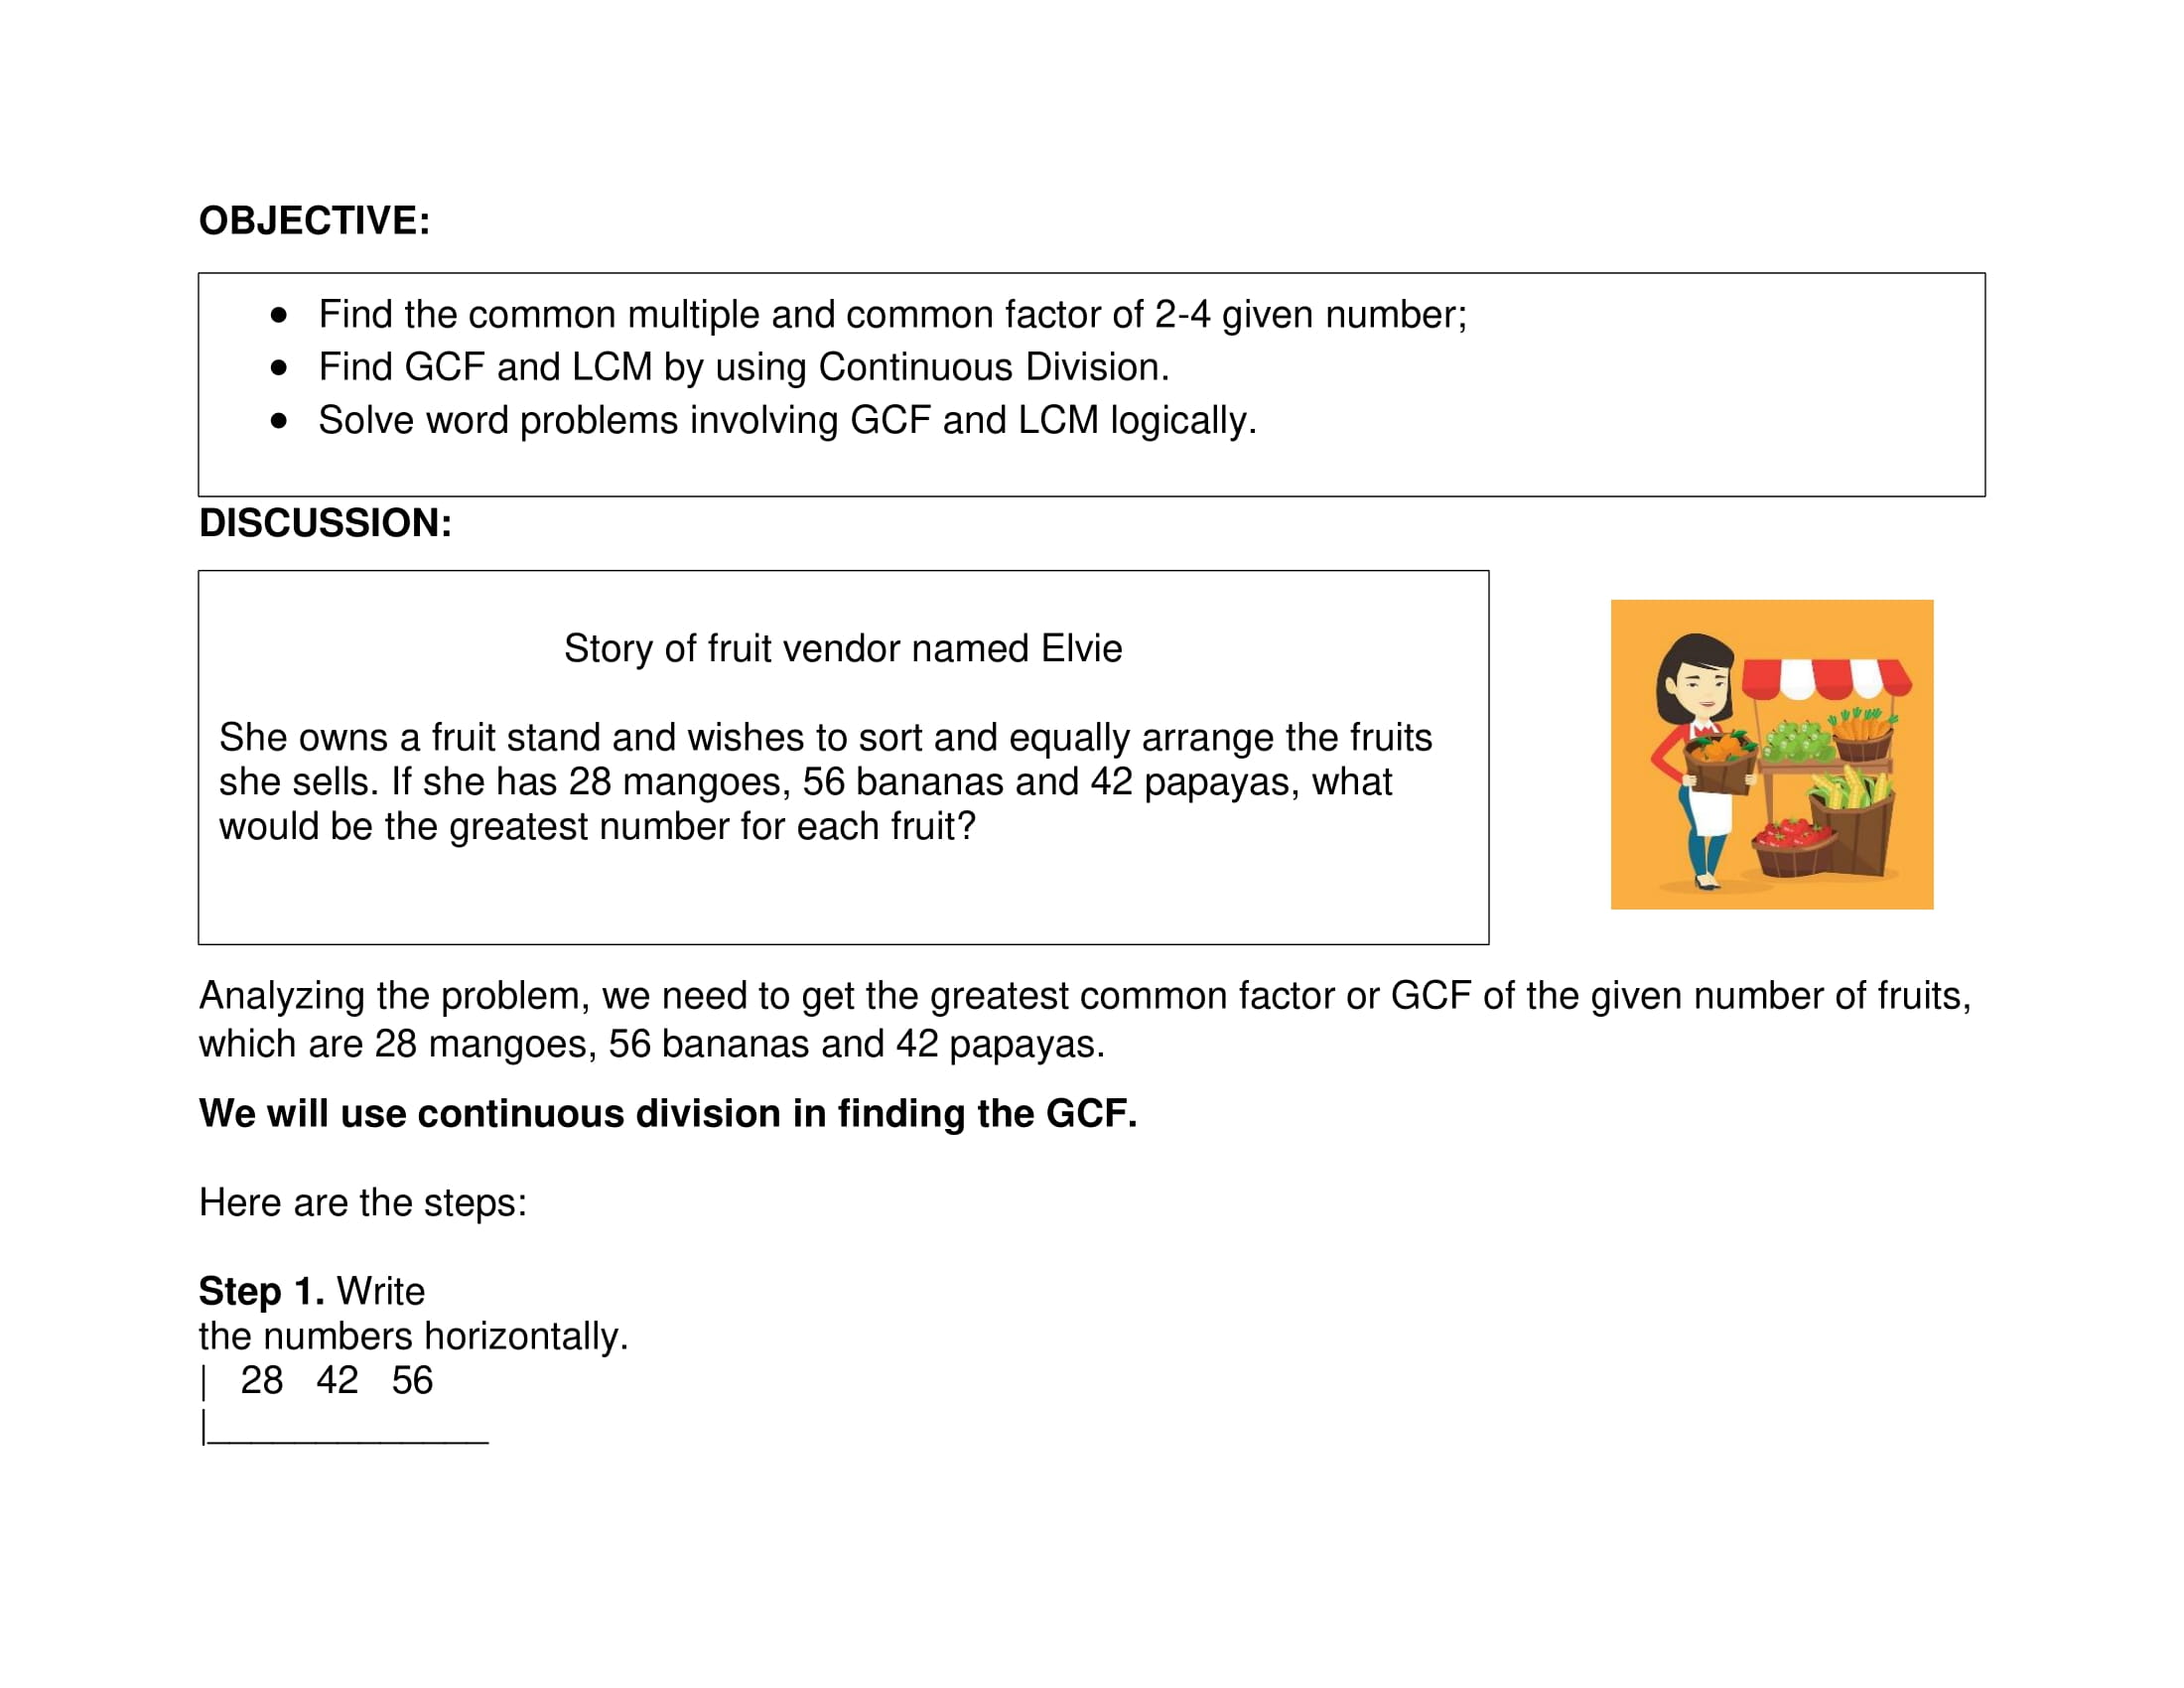 OBJECTIVE:
● Find the common multiple and common factor of 2-4 given number;
● Find GCF and LCM by using Continuous Division.
● Solve word problems involving GCF and LCM logically.
DISCUSSION:
Story of fruit vendor named Elvie
She owns a fruit stand and wishes to sort and equally arrange the fruits
she sells. If she has 28 mangoes, 56 bananas and 42 papayas, what
would be the greatest number for each fruit?
Analyzing the problem, we need to get the greatest common factor or GCF of the given number of fruits,
which are 28 mangoes, 56 bananas and 42 papayas.
We will use continuous division in finding the GCF.
Here are the steps:
Step 1. Write
the numbers horizontally.
| 28 42 56
|_____________